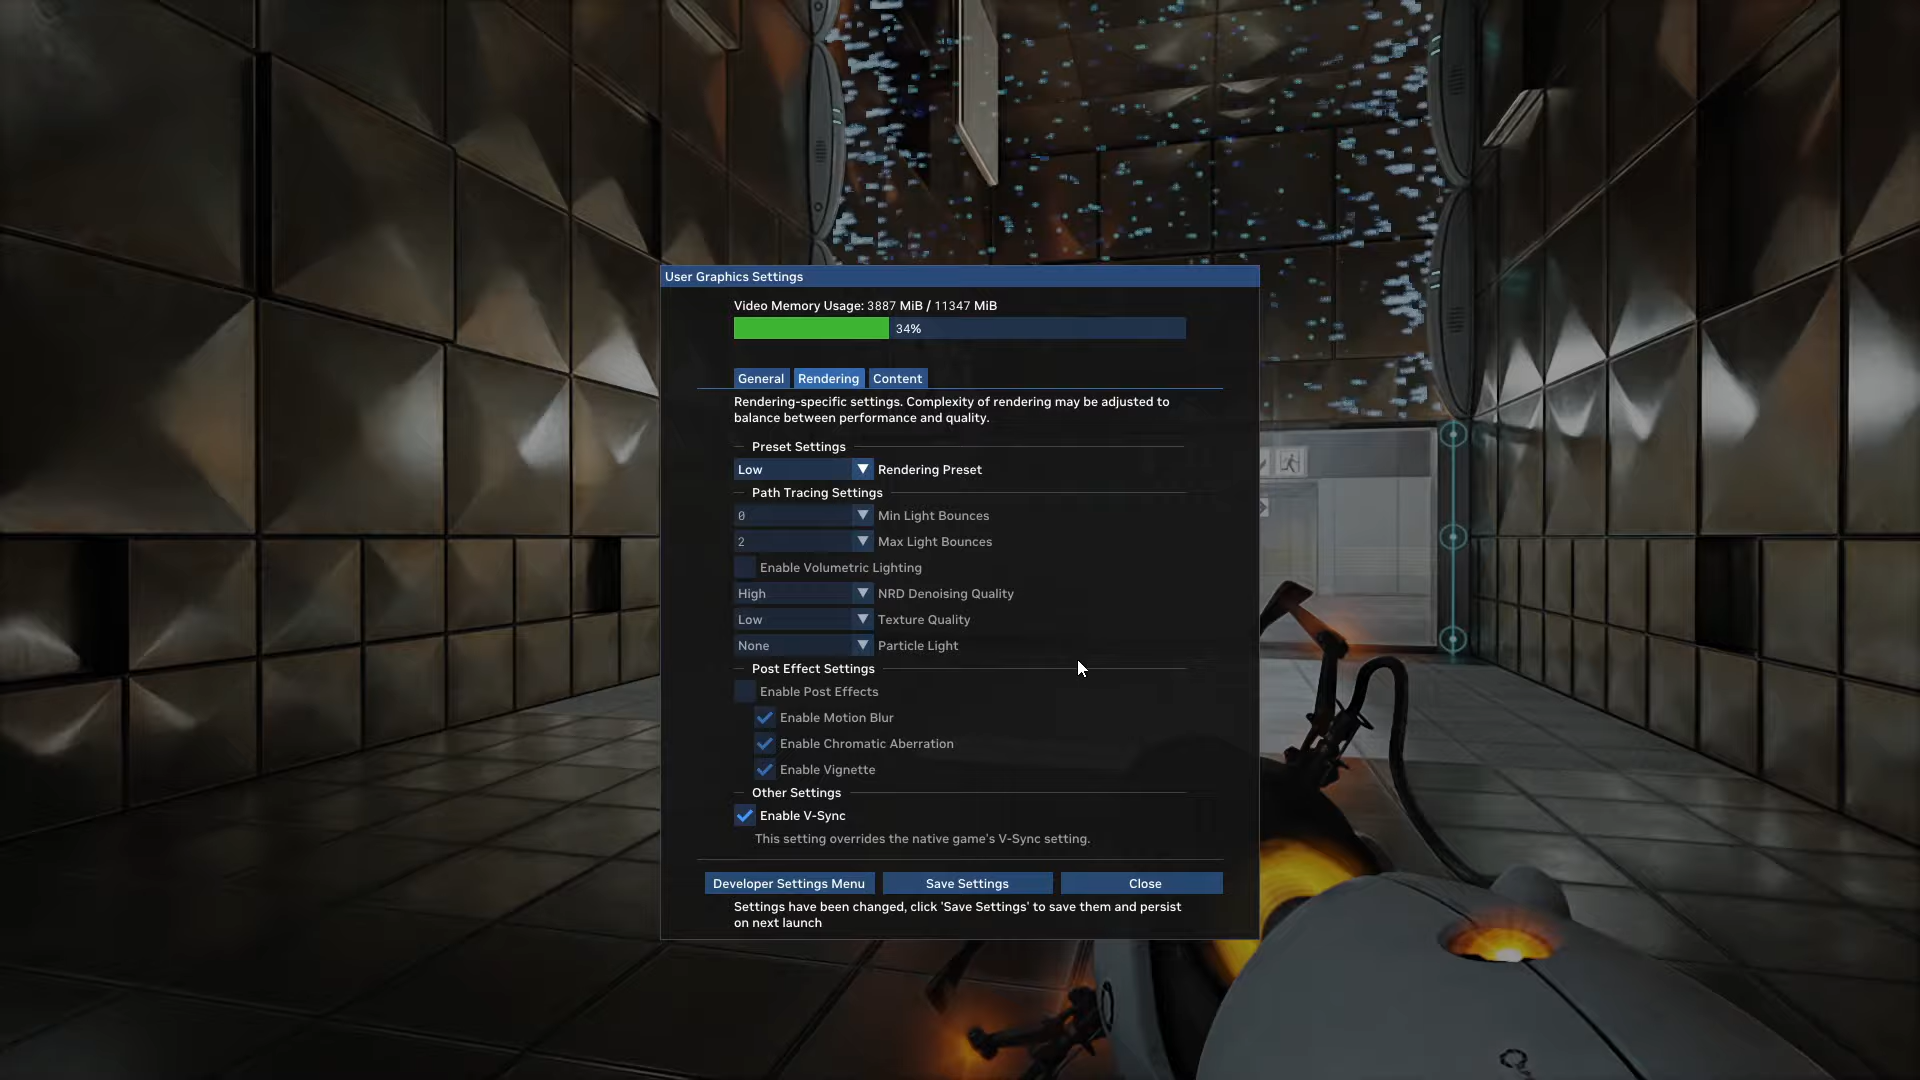 User Graphics Settings
Video Memory Usage: 3887 MiB / 11347 MiB
34%
General Rendering Content
Rendering-specific settings. Complexity of rendering may be adjusted to
balance between performance and quality.
Preset Settings
Low Rendering Preset
Path Tracing Settings
0 Min Light Bounces
2 Max Light Bounces
Enable Volumetric Lighting
High NRD Denoising Quality
Low Texture Quality
None Particle Light
Post Effect Settings
Enable Post Effects
Enable Motion Blur
Enable Chromatic Aberration
Enable Vignette
Other Settings
Enable V-Sync
This setting overrides the native game's V-Sync setting.
Developer Settings Menu Save Settings Close
Settings have been changed, click 'Save Settings' to save them and persist
on next launch